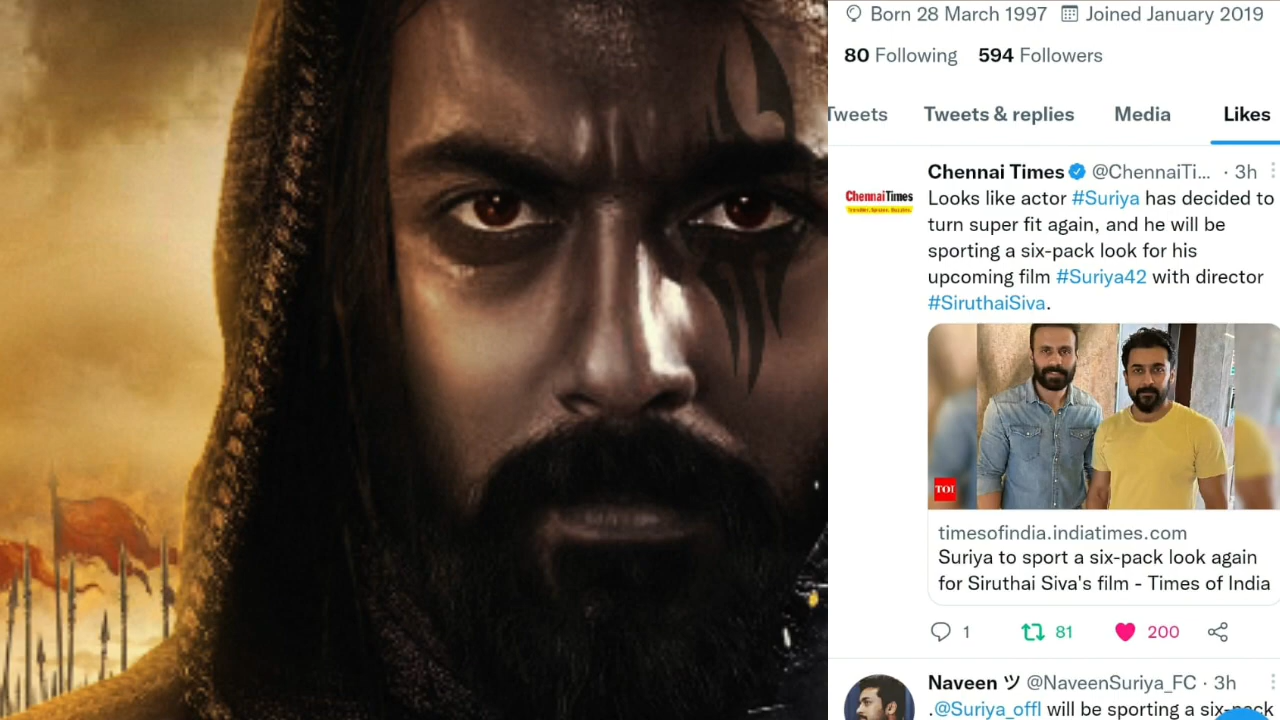 Born 28 March 1997 Joined January 2019
80 Following 594 Followers
Tweets Tweets & replies Media Likes
Chennai Times @ChennaiTi... · 3h
ChennaiTimes
Looks like actor #Suriya has decided to
turn super fit again, and he will be
sporting a six-pack look for his
upcoming film #Suriya42 with director
#SiruthaiSiva.
TOI
timesofindia.indiatimes.com
Suriya to sport a six-pack look again
for Siruthai Siva's film - Times of India
1 81 200
Naveen ツ @NaveenSuriya_FC · 3h
.@Suriya_offl will be sporting a six-pack